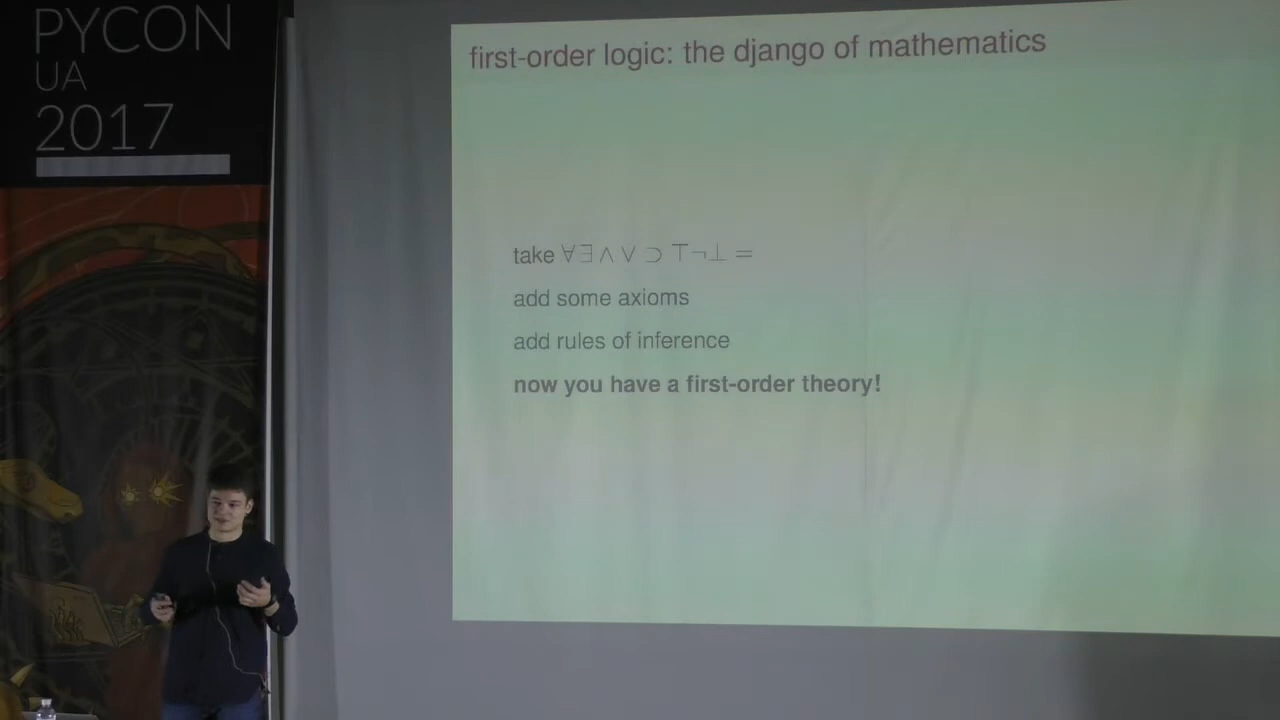 PYCON
UA
2017
first-order logic: the django of mathematics
take ∀∃∧∨⊃⊤¬⊥=
add some axioms
add rules of inference
now you have a first-order theory!